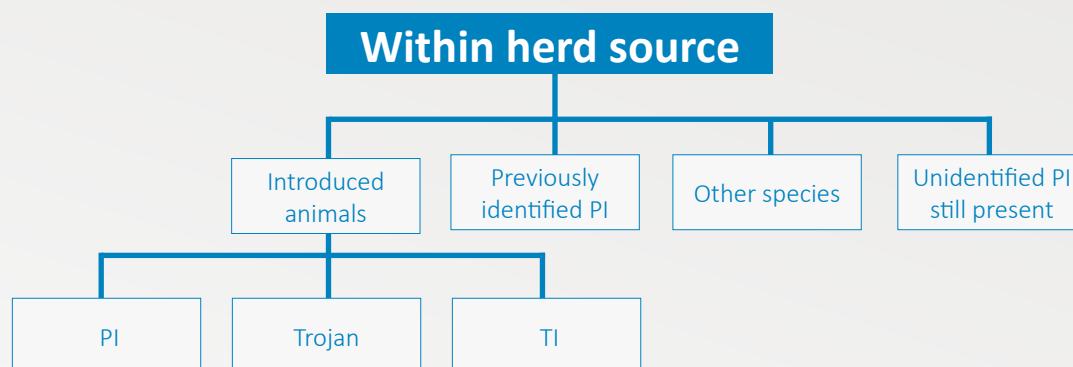 Within herd source
Introduced
animals
Previously
identified PI
Other species
Unidentified PI
still present
PI
Trojan
TI